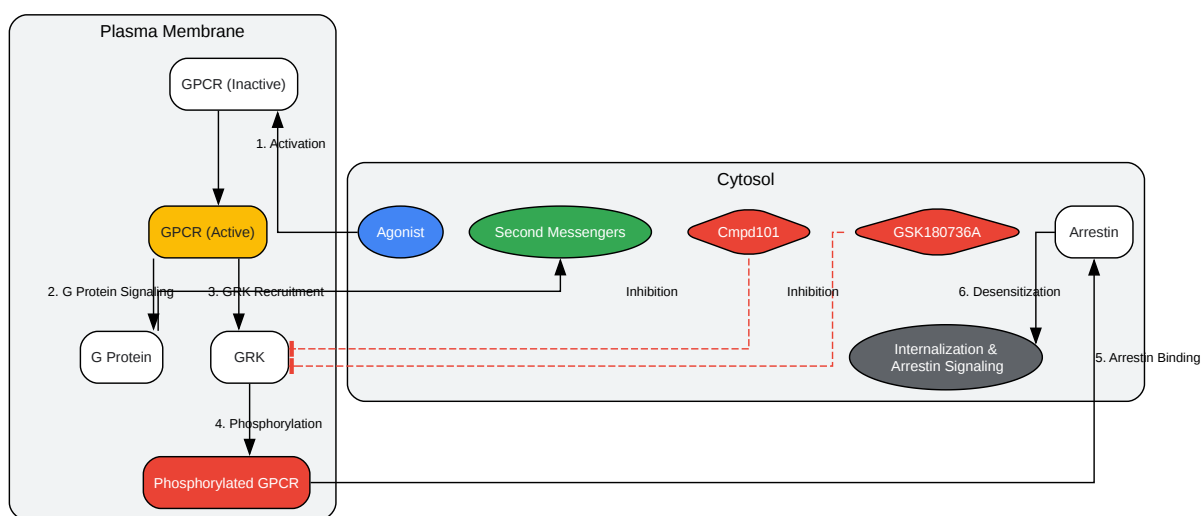 Plasma Membrane
GPCR (Inactive)
1. Activation
Cytosol
GPCR (Active)
Agonist
Second Messengers
Cmpd101
GSK180736A
Arrestin
2. G Protein Signaling
3. GRK Recruitment
Inhibition
Inhibition
6. Desensitization
G Protein
GRK
Internalization &
Arrestin Signaling
5. Arrestin Binding
4. Phosphorylation
Phosphorylated GPCR